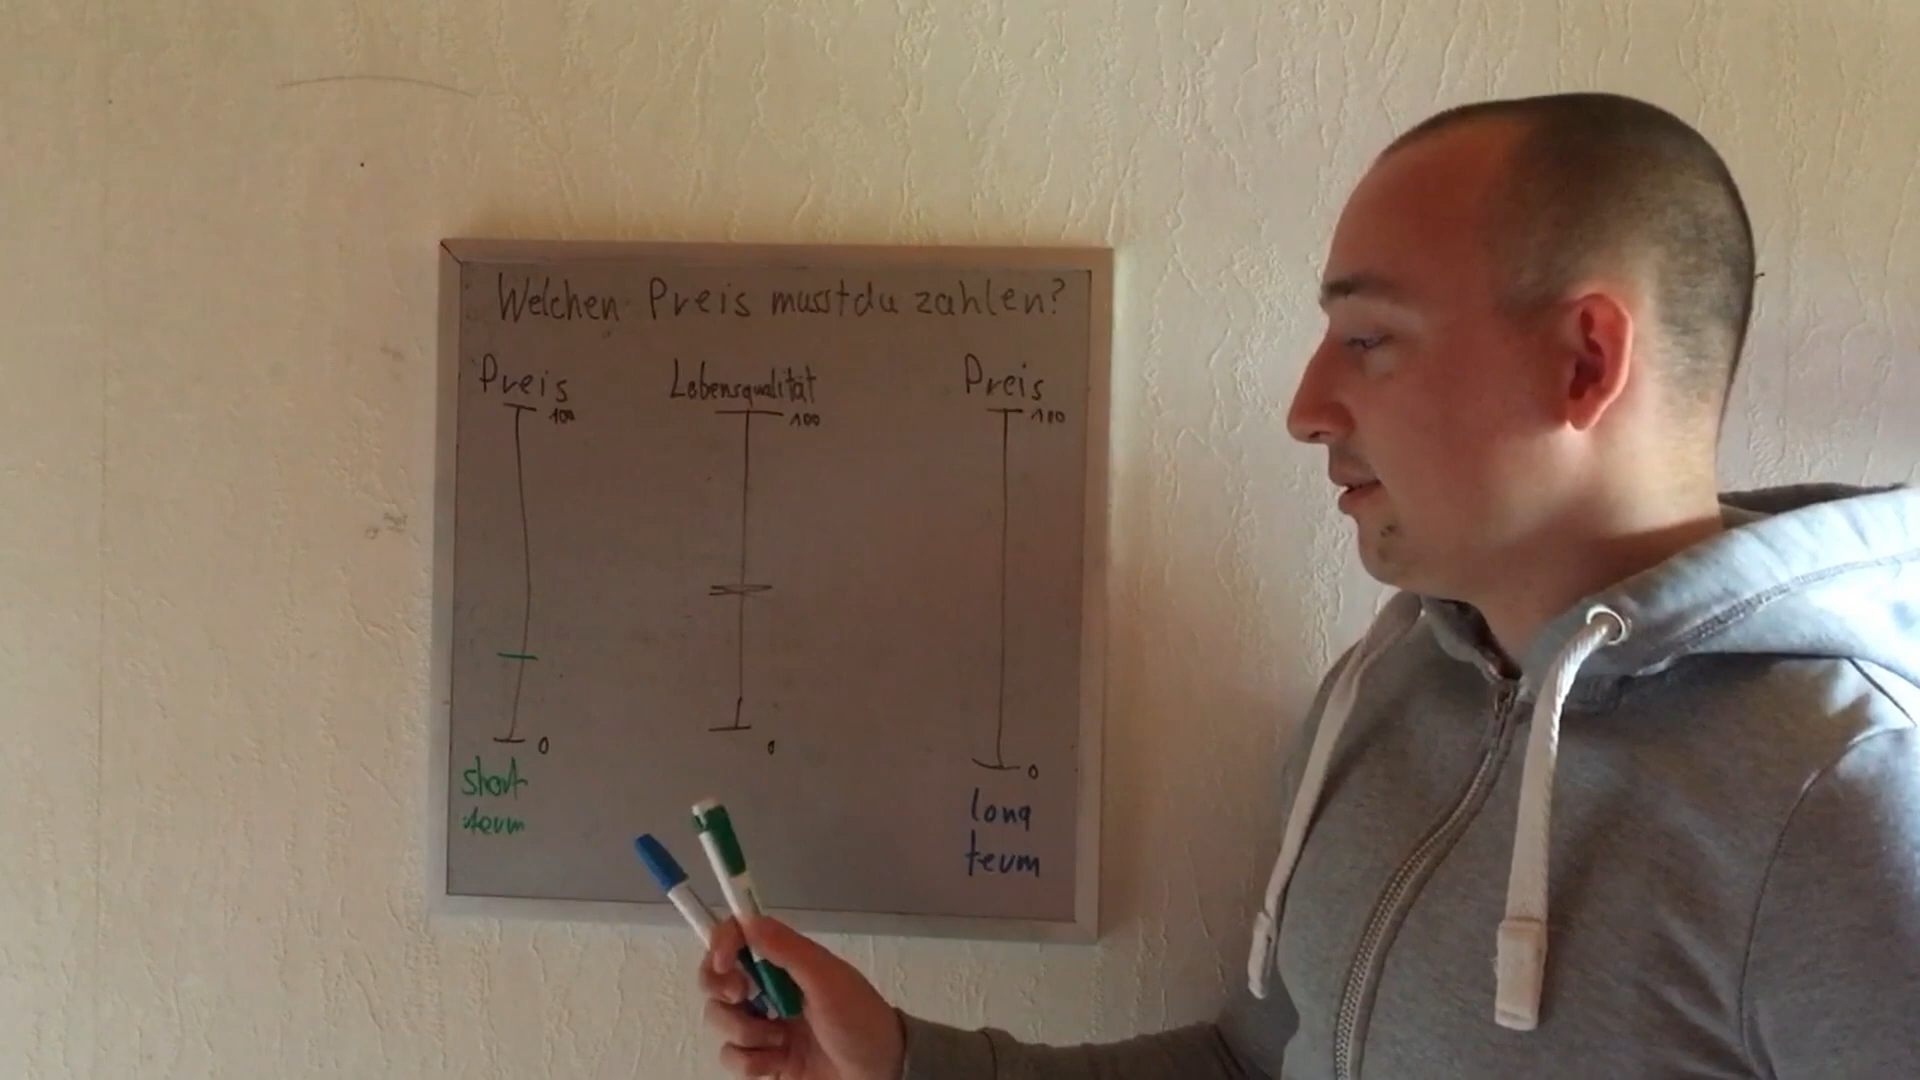 Welchen Preis musst du zahlen?
Preis Lebensqualität Preis
100 100 100
0 0 0
short
term
long
term